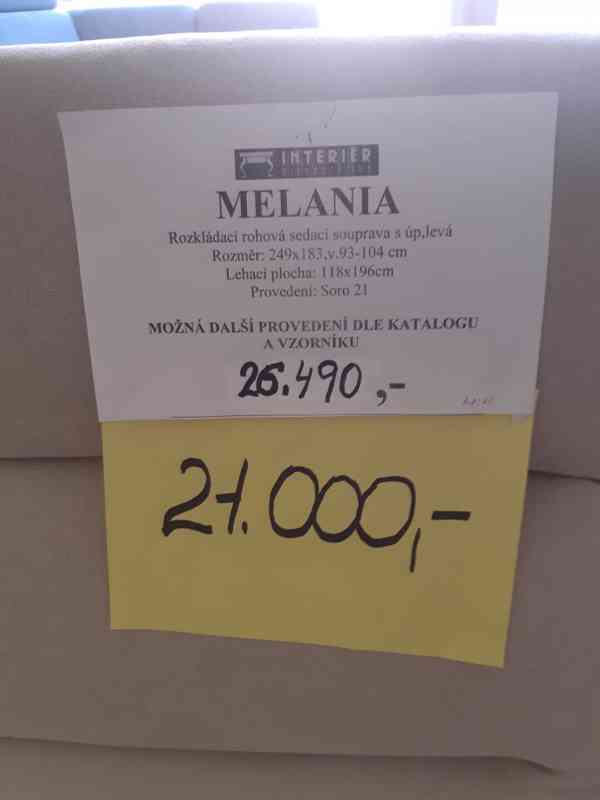 INTERIÉR
MELANIA
Rozkládací rohová sedací souprava s úp,levá
Rozměr: 249x183,v.93-104 cm
Lehací plocha: 118x196cm
Provedení: Soro 21
MOŽNÁ DALŠÍ PROVEDENÍ DLE KATALOGU
A VZORNÍKU
26.490,-
21.000,-